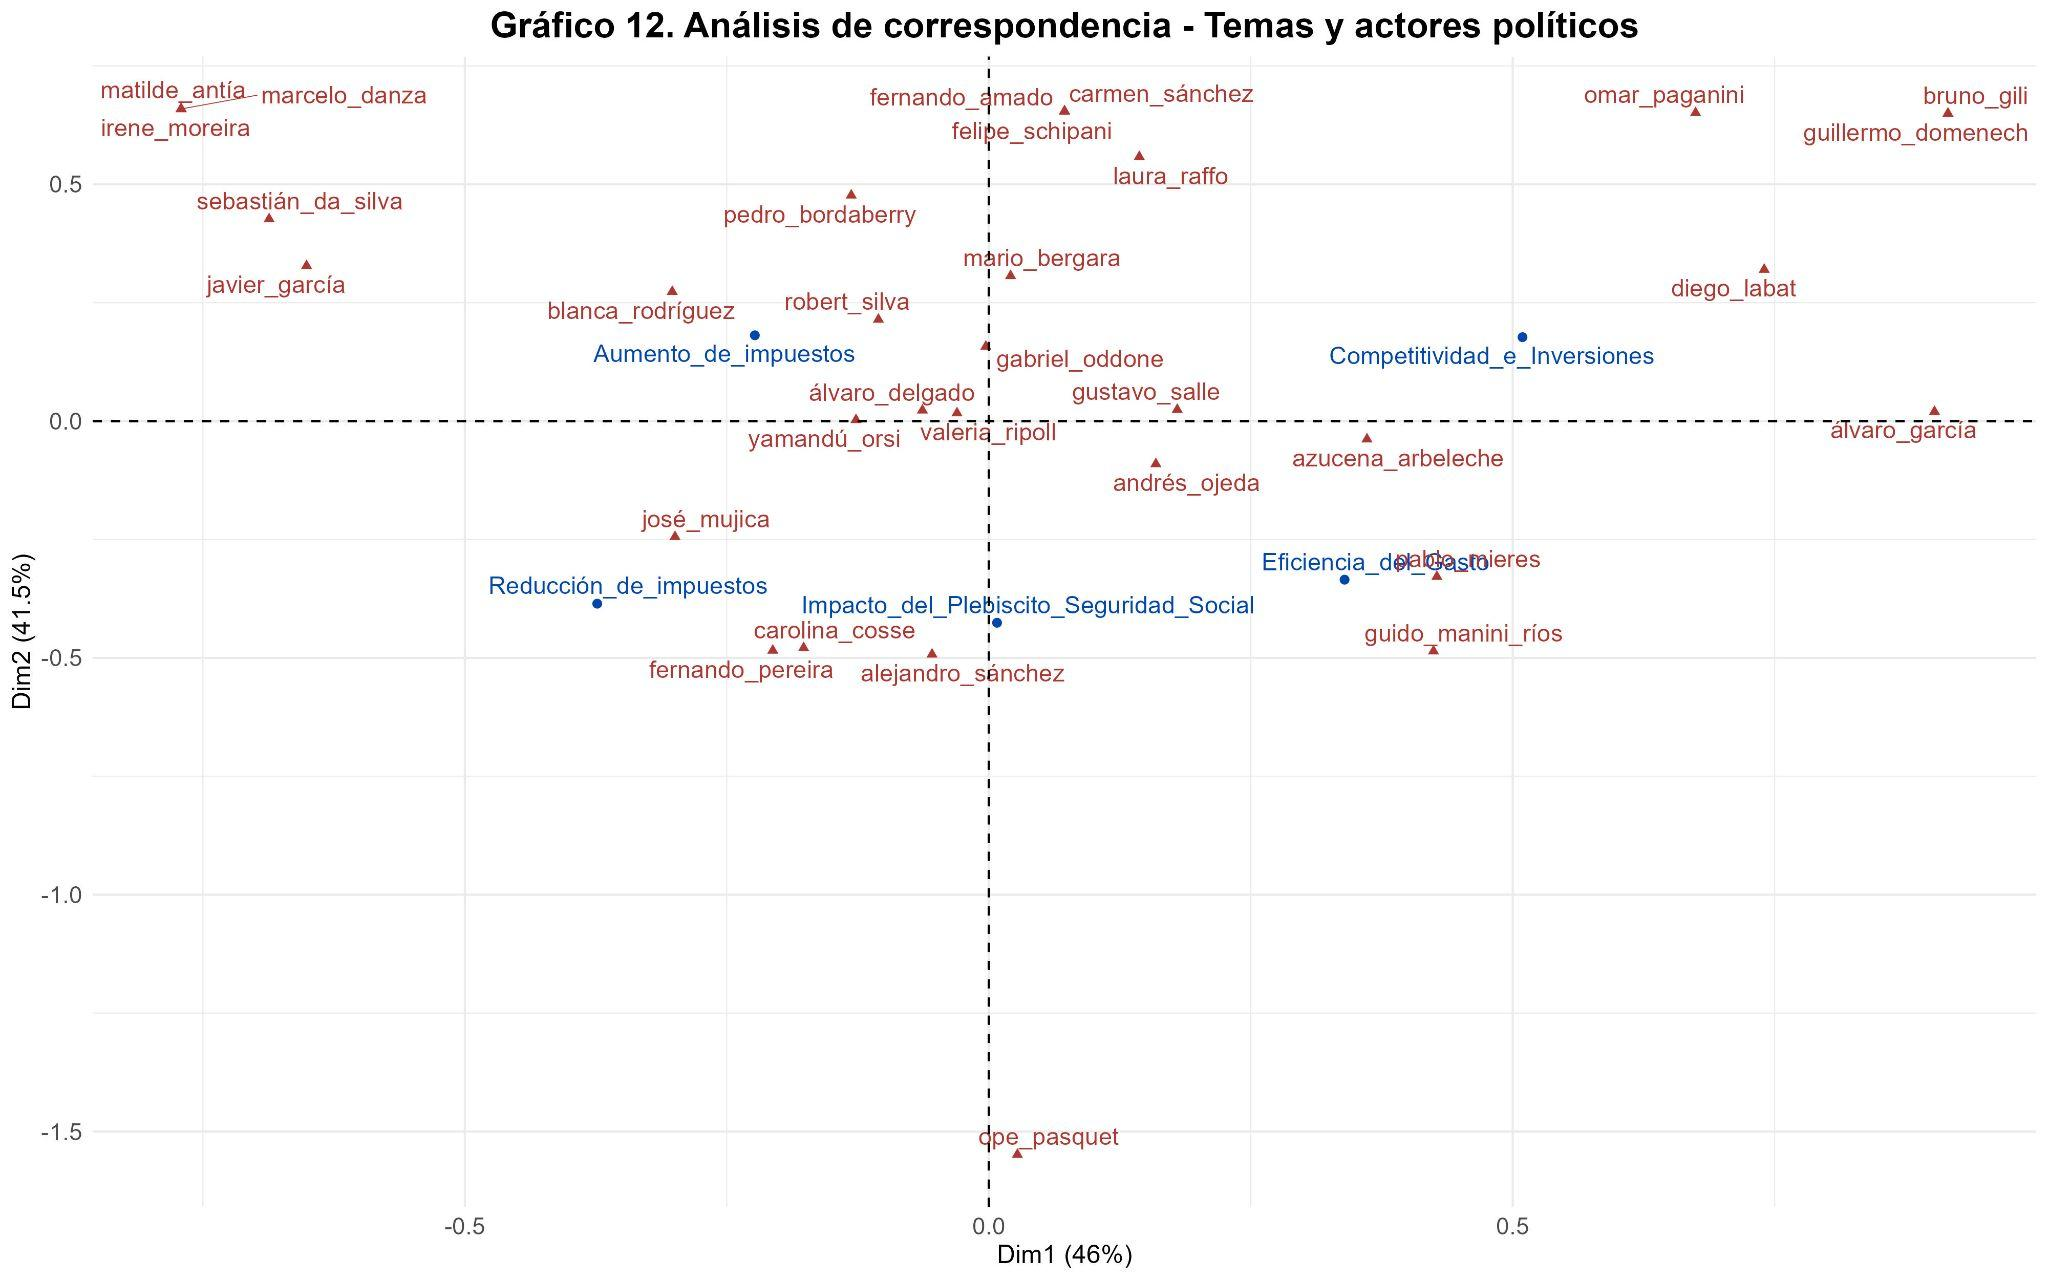 Gráfico 12. Análisis de correspondencia - Temas y actores políticos
matilde_antía
marcelo_danza
irene_moreira
fernando_amado
carmen_sánchez
felipe_schipani
omar_paganini
bruno_gili
guillermo_domenech
laura_raffo
0.5
sebastián_da_silva
pedro_bordaberry
javier_garcía
mario_bergara
diego_labat
blanca_rodríguez
robert_silva
Aumento_de_impuestos
gabriel_oddone
Competitividad_e_Inversiones
álvaro_delgado
gustavo_salle
0.0
yamandú_orsi
valeria_ripoll
álvaro_garcía
azucena_arbeleche
andrés_ojeda
josé_mujica
Eficiencia_del_Gasto
pablo_mieres
Reducción_de_impuestos
Impacto_del_Plebiscito_Seguridad_Social
carolina_cosse
guido_manini_ríos
-0.5
fernando_pereira
alejandro_sánchez
Dim2 (41.5%)
-1.0
-1.5
ope_pasquet
-0.5
0.0
0.5
Dim1 (46%)